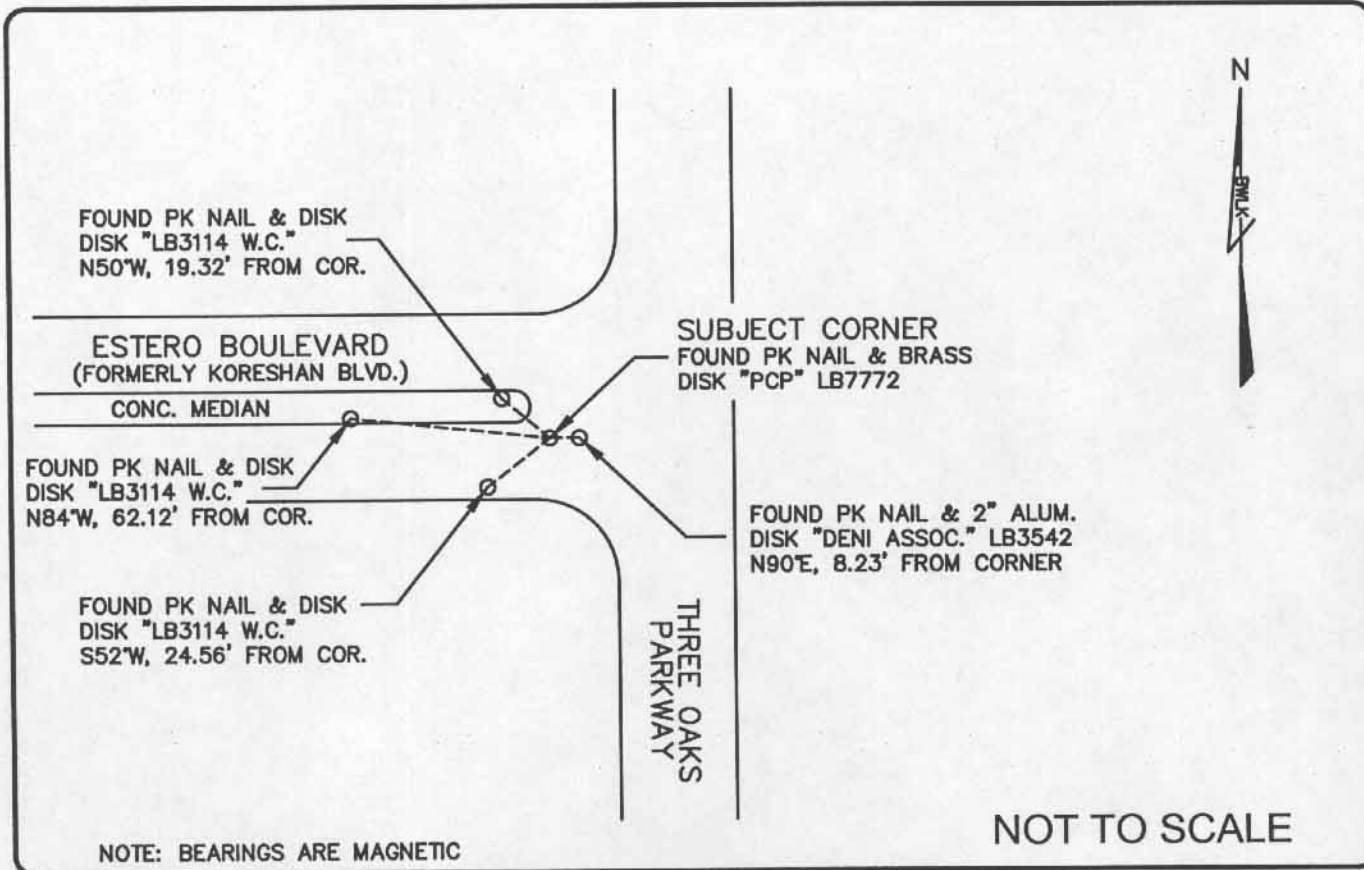 N
BWLK
FOUND PK NAIL & DISK
DISK "LB3114 W.C."
N50°W, 19.32' FROM COR.
ESTERO BOULEVARD
(FORMERLY KORESHAN BLVD.)
CONC. MEDIAN
SUBJECT CORNER
FOUND PK NAIL & BRASS
DISK "PCP" LB7772
FOUND PK NAIL & DISK
DISK "LB3114 W.C."
N84°W, 62.12' FROM COR.
FOUND PK NAIL & 2" ALUM.
DISK "DENI ASSOC." LB3542
N90°E, 8.23' FROM CORNER
FOUND PK NAIL & DISK
DISK "LB3114 W.C."
S52°W, 24.56' FROM COR.
THREE OAKS
PARKWAY
NOTE: BEARINGS ARE MAGNETIC
NOT TO SCALE